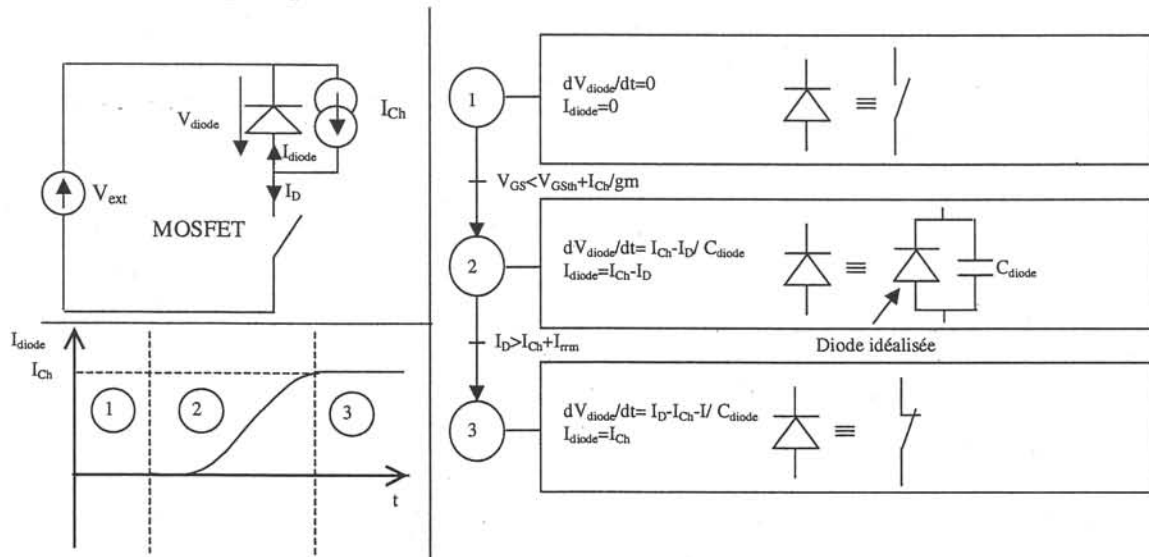 V_diode
I_Ch
I_diode
I_D
V_ext
MOSFET
I_diode
I_Ch
1
2
3
t
1
dV_diode/dt=0
I_diode=0
≡
V_GS<V_GSth+I_Ch/gm
2
dV_diode/dt= I_Ch-I_D/ C_diode
I_diode=I_Ch-I_D
≡
C_diode
Diode idéalisée
I_D>I_Ch+I_rrm
3
dV_diode/dt= I_D-I_Ch-I/ C_diode
I_diode=I_Ch
≡